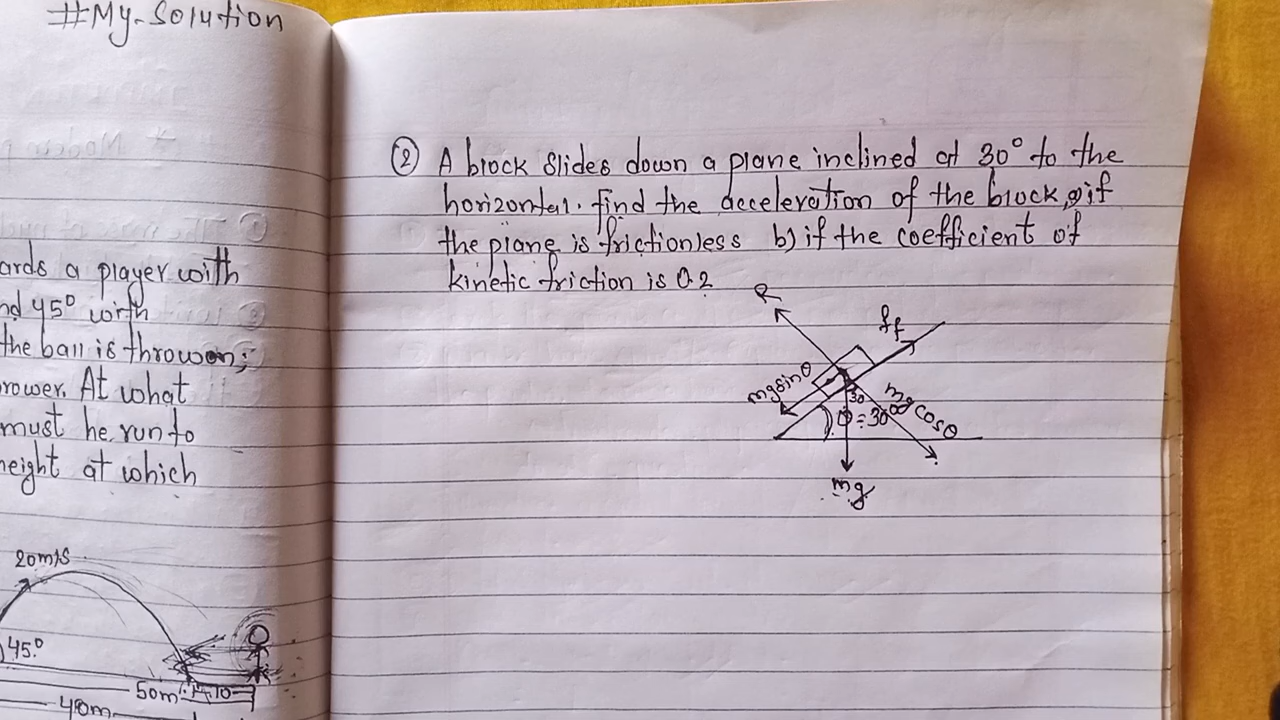 #My-Solution
ards a player with
nd 45° with
the ball is thrown;
rower. At what
must he run to
height at which
20m/s
45°
50m
10
40m
② A block slides down a plane inclined at 30° to the
horizontal. find the acceleration of the block, a) if
the plane is frictionless b) if the coefficient of
kinetic friction is 0.2
R
ff
mgsinθ
30
mgcosθ
θ=30°
mg